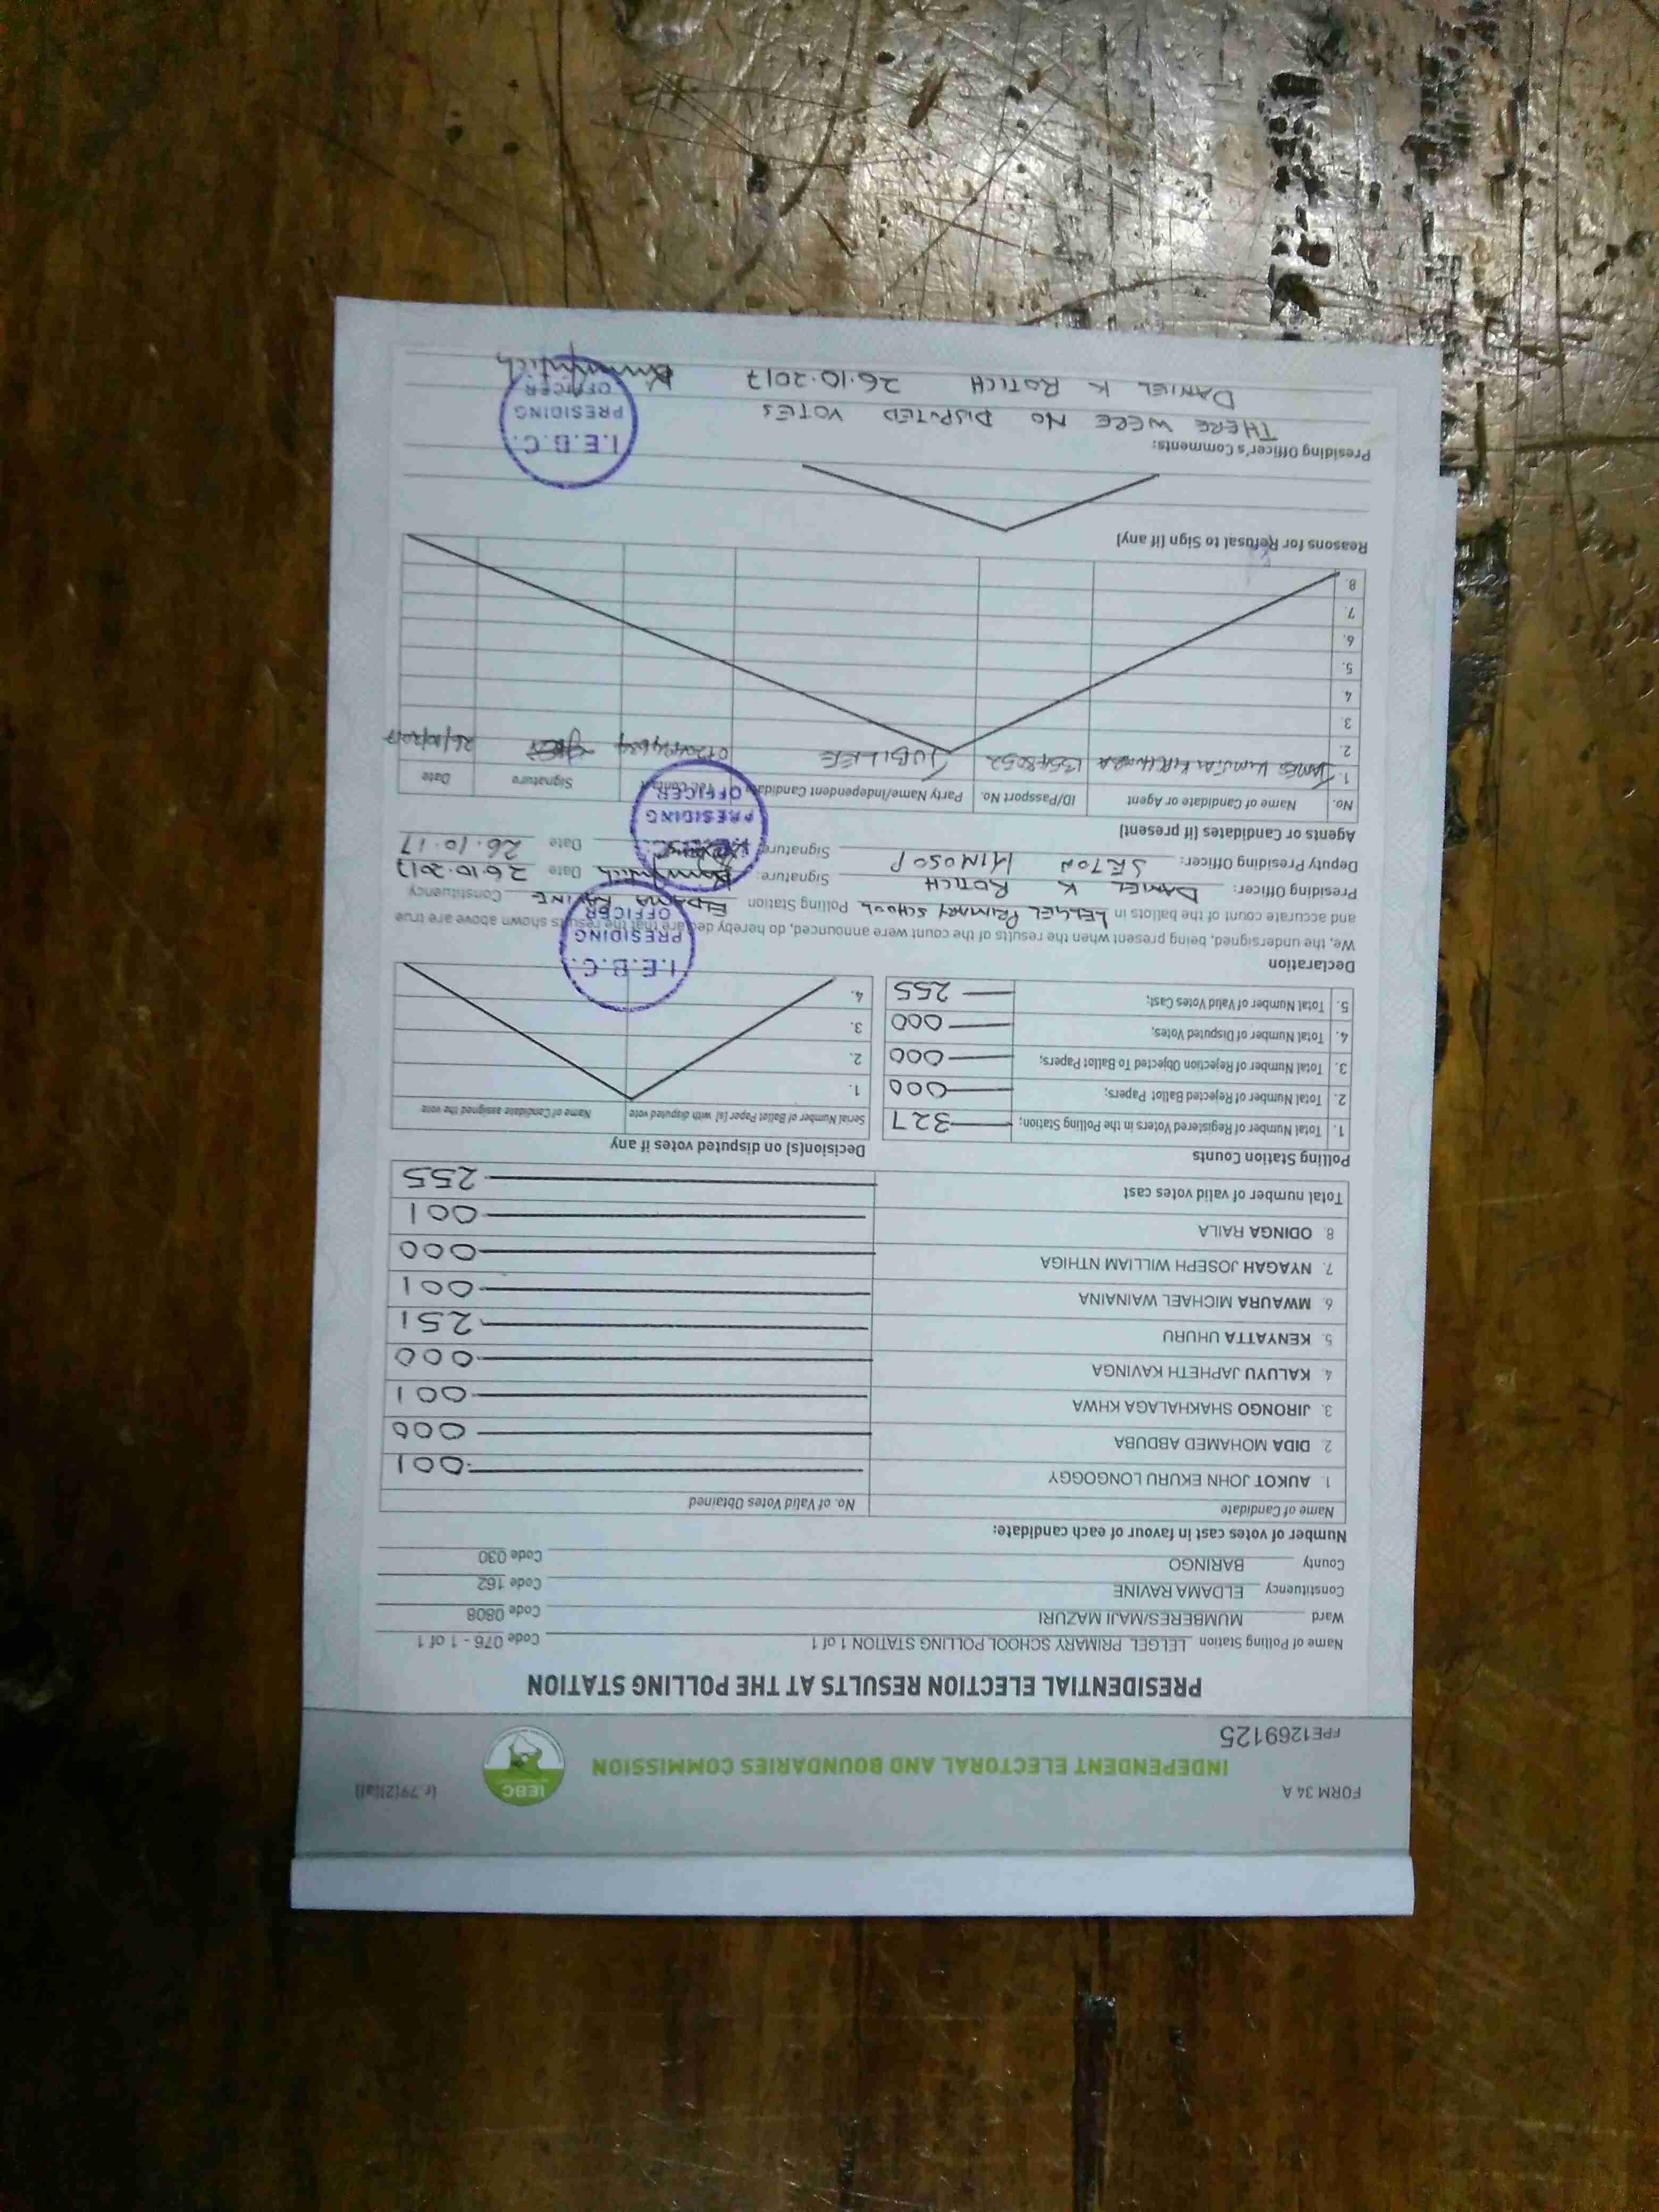 FORM 34 A
(r.79(2)(a))
INDEPENDENT ELECTORAL AND BOUNDARIES COMMISSION
IEBC
FPE1269125
PRESIDENTIAL ELECTION RESULTS AT THE POLLING STATION
Name of Polling Station LELGEL PRIMARY SCHOOL POLLING STATION 1 of 1 Code 076 - 1 of 1
Ward MUMBERES/MAJI MAZURI Code 0808
Constituency ELDAMA RAVINE Code 162
County BARINGO Code 030
Number of votes cast in favour of each candidate:
Name of Candidate No. of Valid Votes Obtained
1. AUKOT JOHN EKURU LONGOGGY 001
2. DIDA MOHAMED ABDUBA 000
3. JIRONGO SHAKHALAGA KHWA 001
4. KALUYU JAPHETH KAVINGA 000
5. KENYATTA UHURU 251
6. MWAURA MICHAEL WAINAINA 001
7. NYAGAH JOSEPH WILLIAM NTHIGA 000
8. ODINGA RAILA 001
Total number of valid votes cast 255
Polling Station Counts
1. Total Number of Registered Voters in the Polling Station; 327
2. Total Number of Rejected Ballot Papers; 000
3. Total Number of Rejection Objected To Ballot Papers; 000
4. Total Number of Disputed Votes; 000
5. Total Number of Valid Votes Cast; 255
Decision(s) on disputed votes if any
Serial Number of Ballot Paper (s) with disputed vote Name of Candidate assigned the vote
1.
2.
3.
4.
Declaration
We, the undersigned, being present when the results of the count were announced, do hereby declare that the results shown above are true
and accurate count of the ballots in LELGEL PRIMARY SCHOOL Polling Station ELDAMA RAVINE Constituency
I.E.B.C.
PRESIDING
OFFICER
Presiding Officer: DANIEL K ROTICH Signature: Date 26.10.2017
Deputy Presiding Officer: SETON MINOSOP Signature: Date 26.10.17
PRESIDING
OFFICER
Agents or Candidates (if present)
No. Name of Candidate or Agent ID/Passport No. Party Name/Independent Candidate Tel. Contact Signature Date
1. JAMES 13548052 JUBILEE 26/10/2017
2.
3.
4.
5.
6.
7.
8.
Reasons for Refusal to Sign (if any)
Presiding Officer's Comments:
THERE WERE NO DISPUTED VOTES
DANIEL K ROTICH 26.10.2017
I.E.B.C.
PRESIDING
OFFICER